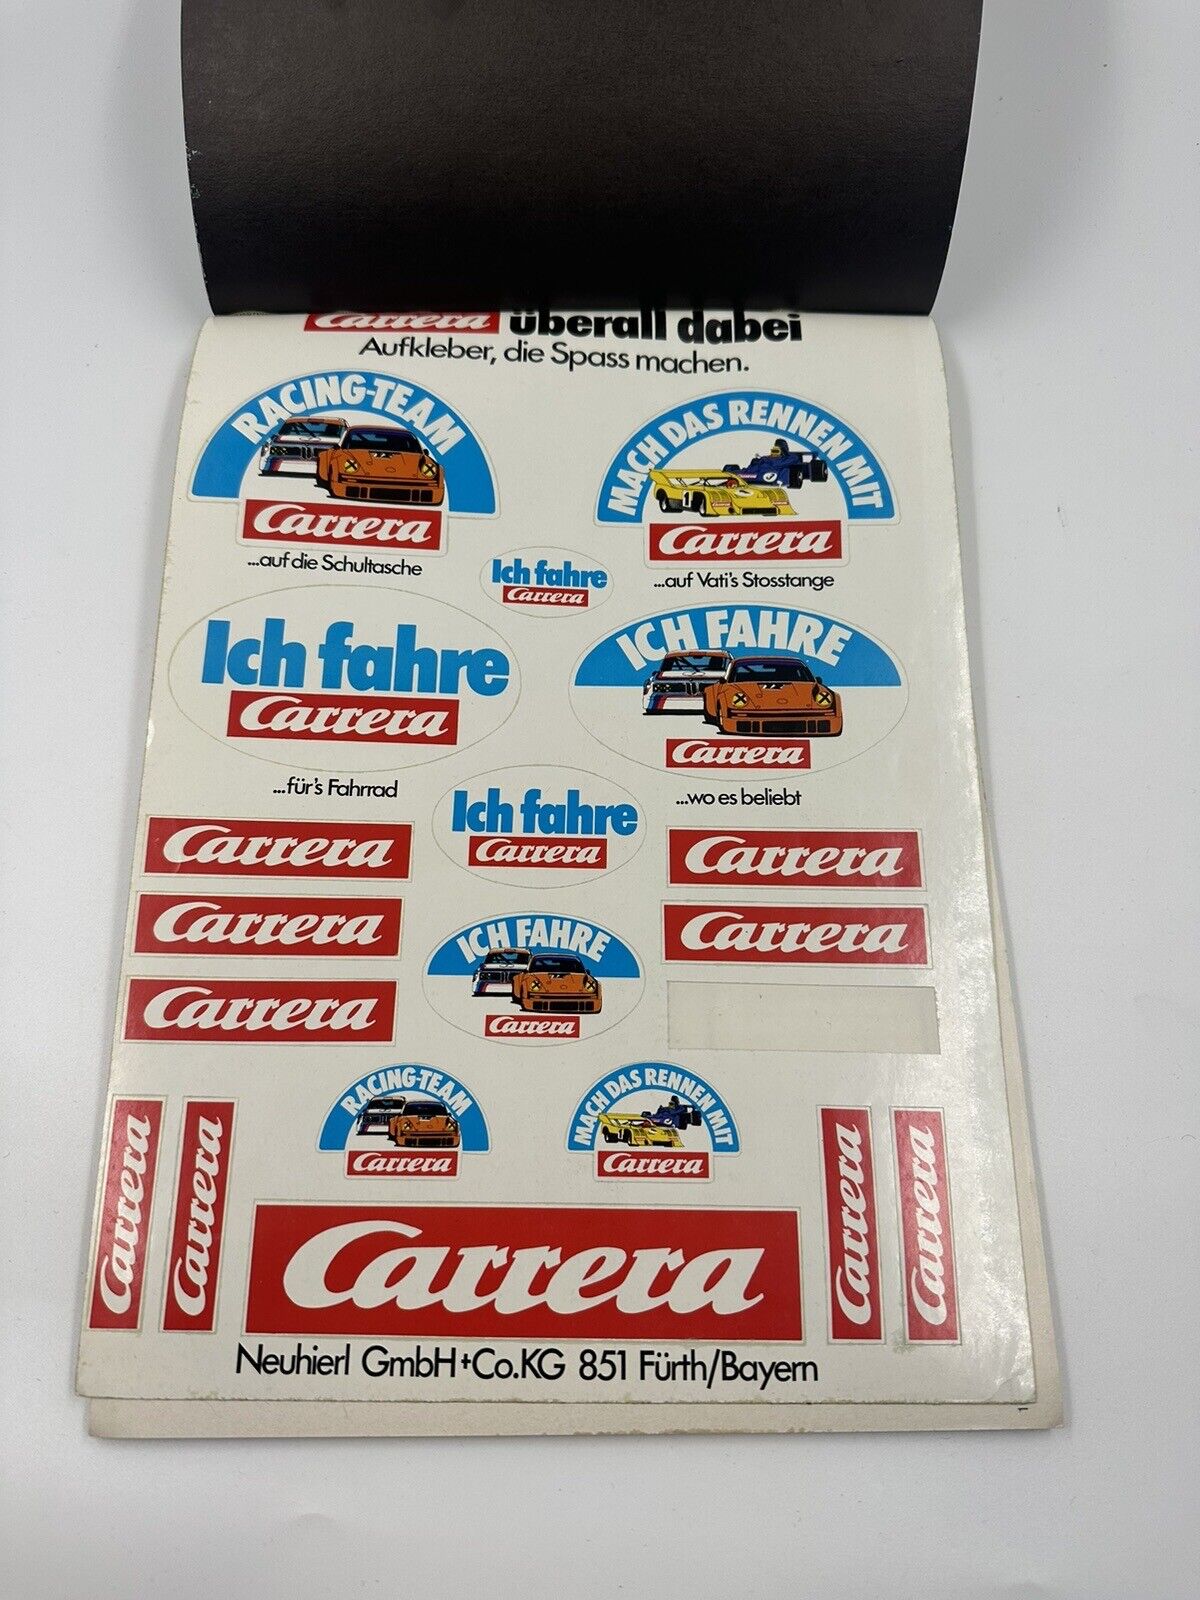 Carrera überall dabei
Aufkleber, die Spass machen.
RACING-TEAM
Carrera
...auf die Schultasche
MACH DAS RENNEN MIT
1
Carrera
...auf Vati's Stosstange
Ich fahre
Carrera
Ich fahre
Carrera
...für's Fahrrad
ICH FAHRE
Carrera
...wo es beliebt
Ich fahre
Carrera
Carrera
Carrera
Carrera
Carrera
Carrera
ICH FAHRE
Carrera
RACING-TEAM
Carrera
MACH DAS RENNEN MIT
Carrera
Carrera
Carrera
Carrera
Carrera
Carrera
Neuhierl GmbH+Co.KG 851 Fürth/Bayern
1